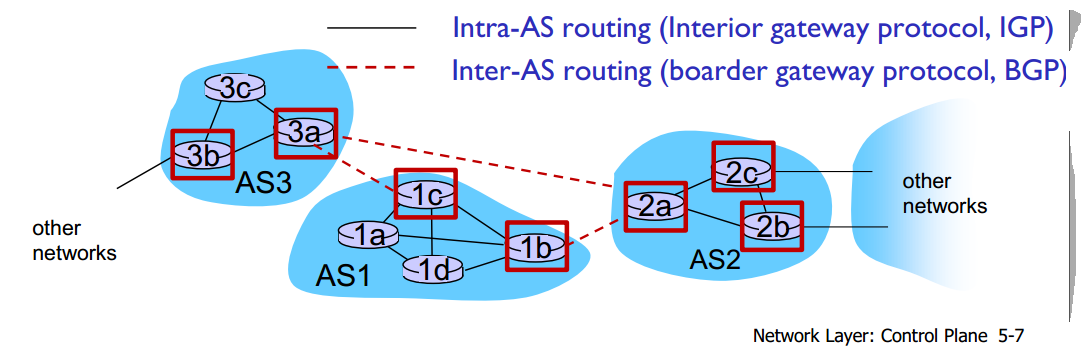 Intra-AS routing (Interior gateway protocol, IGP)
Inter-AS routing (boarder gateway protocol, BGP)
3c
3a
3b
AS3
2c
other
networks
1c
2a
2b
other
networks
1a
1b
AS2
1d
AS1
Network Layer: Control Plane 5-7